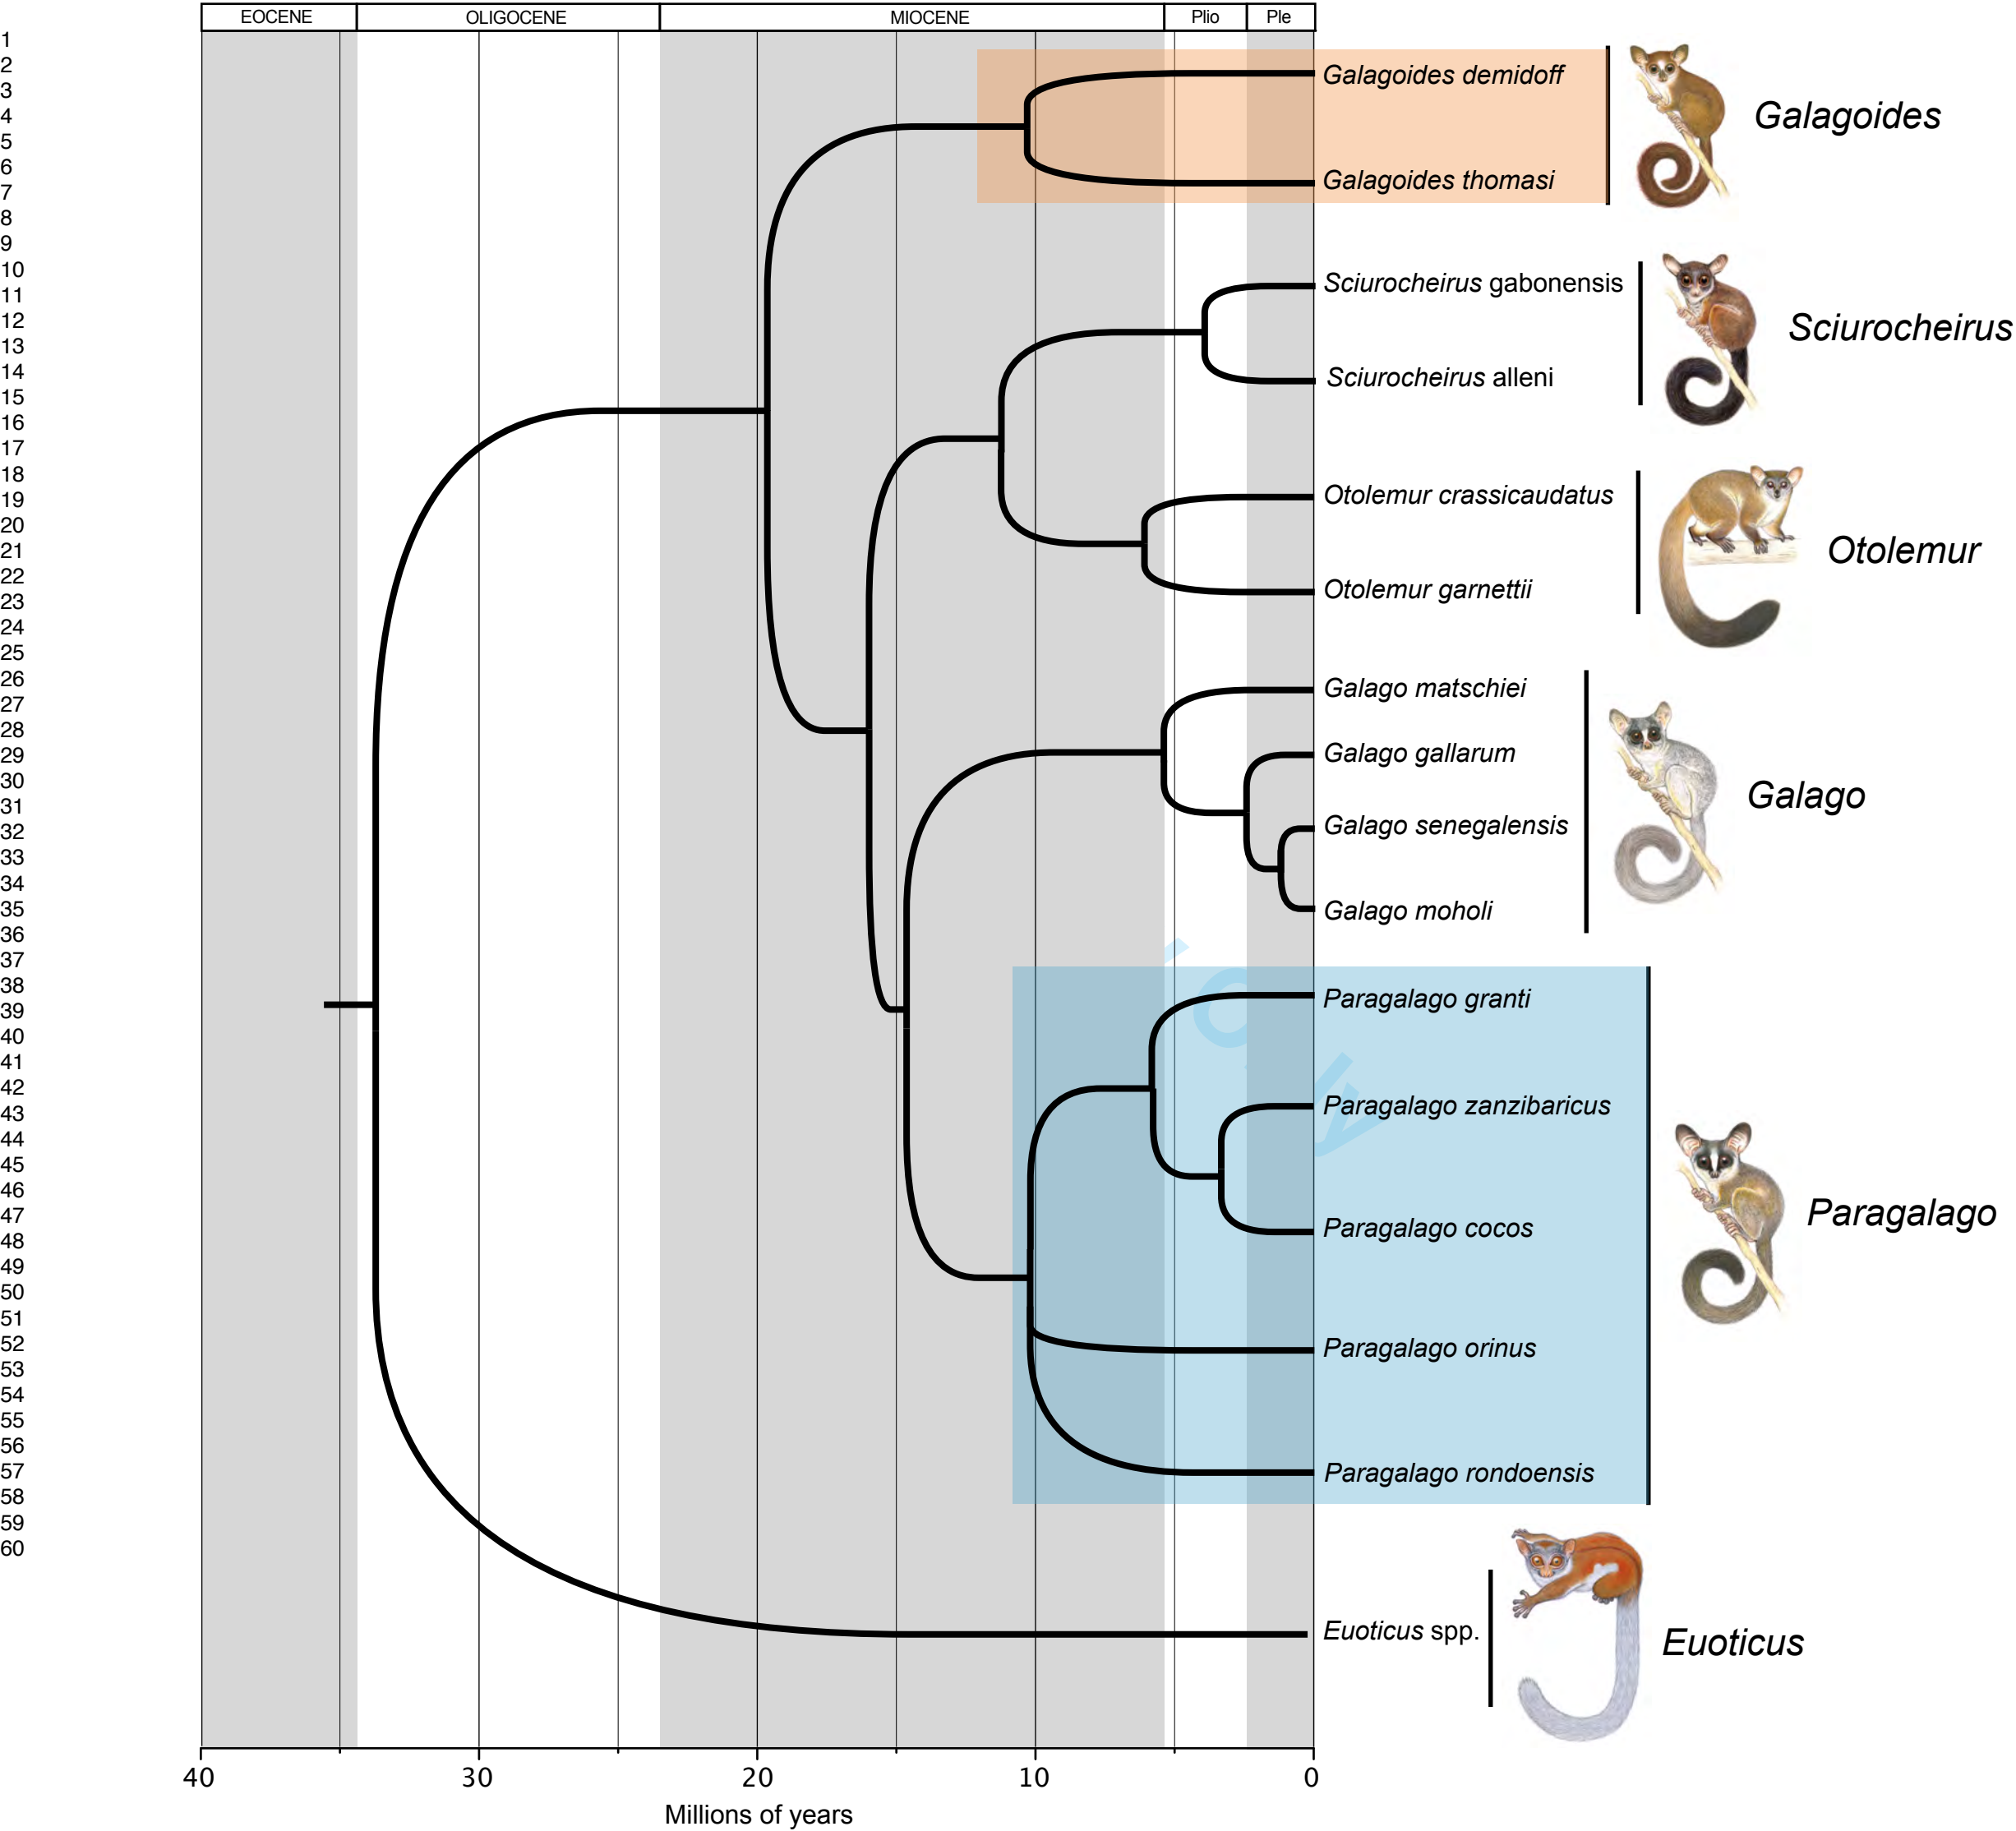 EOCENE OLIGOCENE MIOCENE Plio Ple
1
2
3
4
5
6
7
8
9
10
11
12
13
14
15
16
17
18
19
20
21
22
23
24
25
26
27
28
29
30
31
32
33
34
35
36
37
38
39
40
41
42
43
44
45
46
47
48
49
50
51
52
53
54
55
56
57
58
59
60
Galagoides demidoff
Galagoides thomasi
Galagoides
Sciurocheirus gabonensis
Sciurocheirus alleni
Sciurocheirus
Otolemur crassicaudatus
Otolemur garnettii
Otolemur
Galago matschiei
Galago gallarum
Galago senegalensis
Galago moholi
Galago
Paragalago granti
Paragalago zanzibaricus
Paragalago cocos
Paragalago orinus
Paragalago rondoensis
Paragalago
Euoticus spp.
Euoticus
40 30 20 10 0
Millions of years